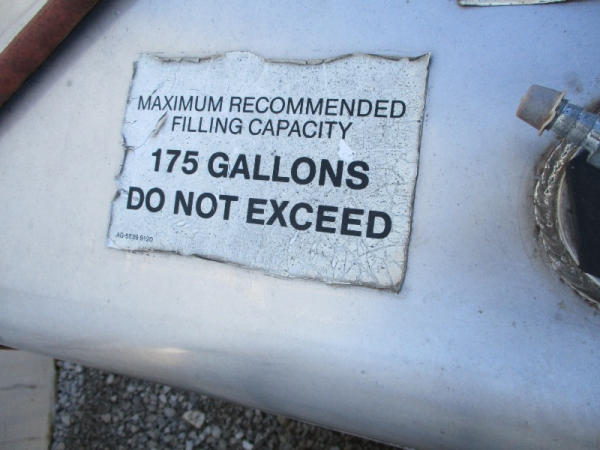 MAXIMUM RECOMMENDED
FILLING CAPACITY
175 GALLONS
DO NOT EXCEED